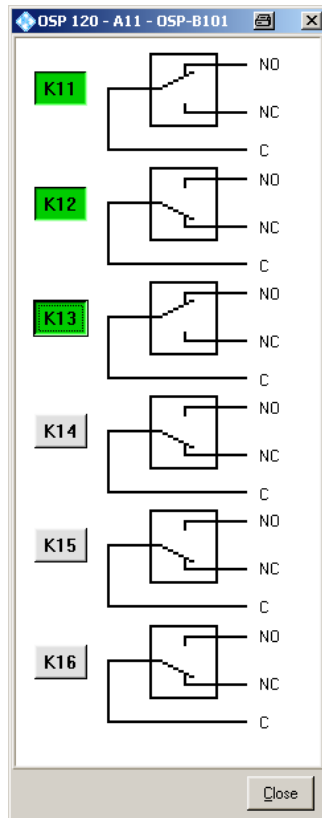 OSP 120 - A11 - OSP-B101
NO
K11
NC
C
NO
K12
NC
C
NO
K13
NC
C
NO
K14
NC
C
NO
K15
NC
C
NO
K16
NC
C
Close